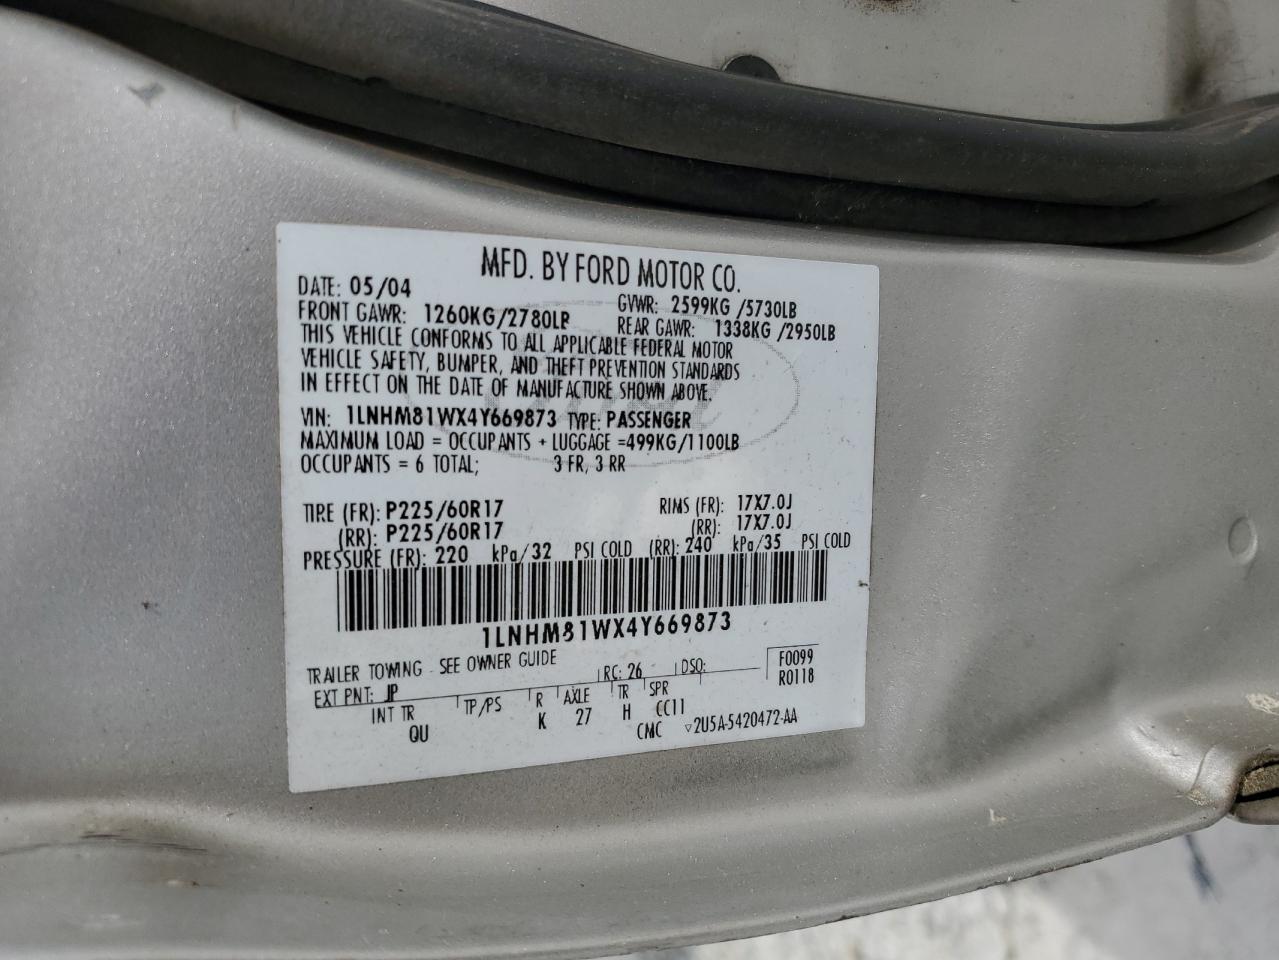 MFD. BY FORD MOTOR CO.
DATE: 05/04 GVWR: 2599KG /5730LB
FRONT GAWR: 1260KG/2780LB REAR GAWR: 1338KG /2950LB
THIS VEHICLE CONFORMS TO ALL APPLICABLE FEDERAL MOTOR
VEHICLE SAFETY, BUMPER, AND THEFT PREVENTION STANDARDS
IN EFFECT ON THE DATE OF MANUFACTURE SHOWN ABOVE.
VIN: 1LNHM81WX4Y669873 TYPE: PASSENGER
MAXIMUM LOAD = OCCUPANTS + LUGGAGE =499KG/1100LB
OCCUPANTS = 6 TOTAL; 3 FR, 3 RR
TIRE (FR): P225/60R17 RIMS (FR): 17X7.0J
(RR): P225/60R17 (RR): 17X7.0J
PRESSURE (FR): 220 kPa/32 PSI COLD (RR): 240 kPa/35 PSI COLD
1LNHM81WX4Y669873
TRAILER TOWING - SEE OWNER GUIDE
EXT PNT: JP RC: 26 DSO: F0099
R0118
INT TR TP/PS R AXLE TR SPR
QU K 27 H CC11
CMC ▽2U5A-5420472-AA